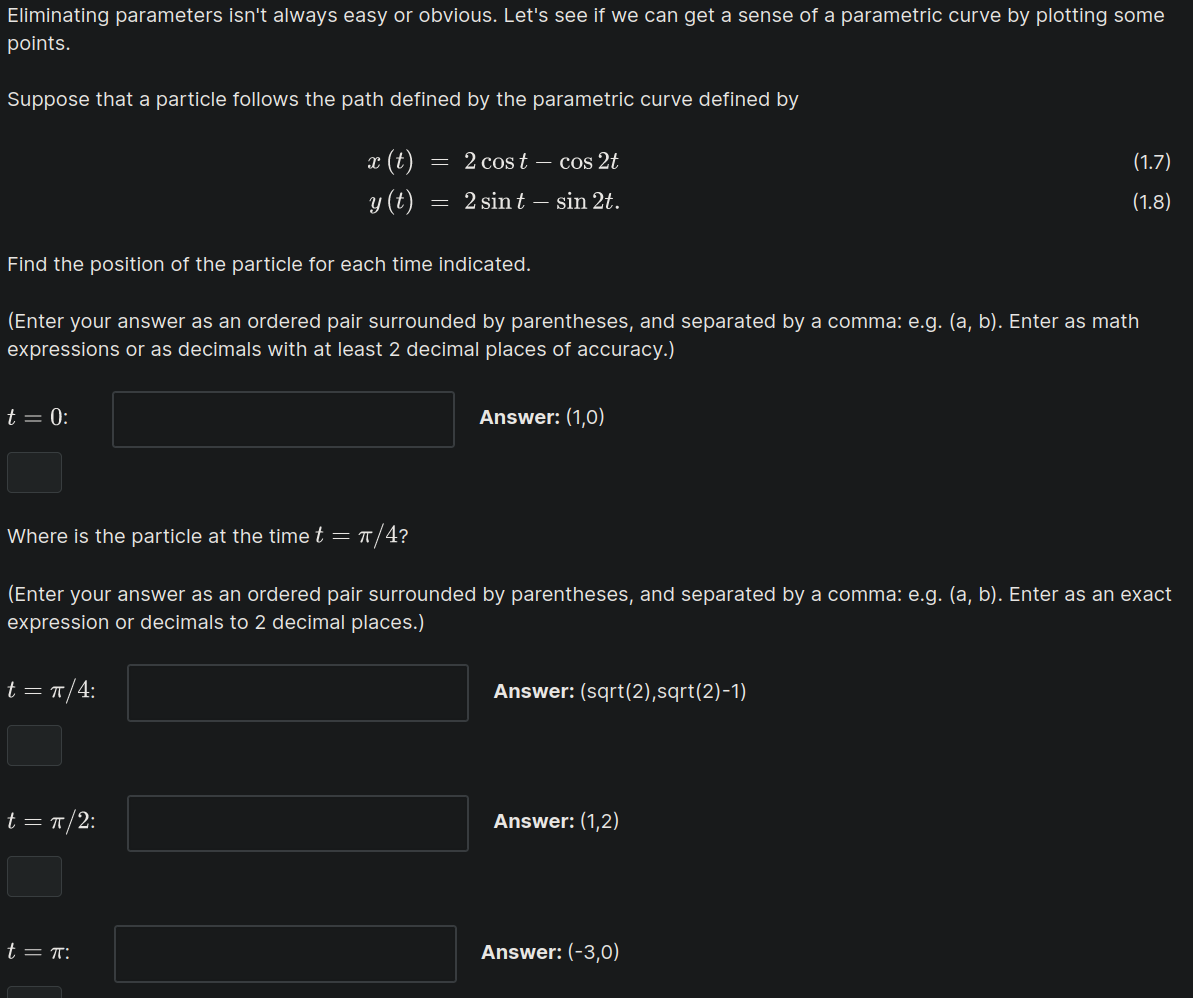 Eliminating parameters isn't always easy or obvious. Let's see if we can get a sense of a parametric curve by plotting some
points.
Suppose that a particle follows the path defined by the parametric curve defined by
x (t) = 2 cos t − cos 2t (1.7)
y (t) = 2 sin t − sin 2t. (1.8)
Find the position of the particle for each time indicated.
(Enter your answer as an ordered pair surrounded by parentheses, and separated by a comma: e.g. (a, b). Enter as math
expressions or as decimals with at least 2 decimal places of accuracy.)
t = 0: Answer: (1,0)
Where is the particle at the time t = π/4?
(Enter your answer as an ordered pair surrounded by parentheses, and separated by a comma: e.g. (a, b). Enter as an exact
expression or decimals to 2 decimal places.)
t = π/4: Answer: (sqrt(2),sqrt(2)-1)
t = π/2: Answer: (1,2)
t = π: Answer: (-3,0)